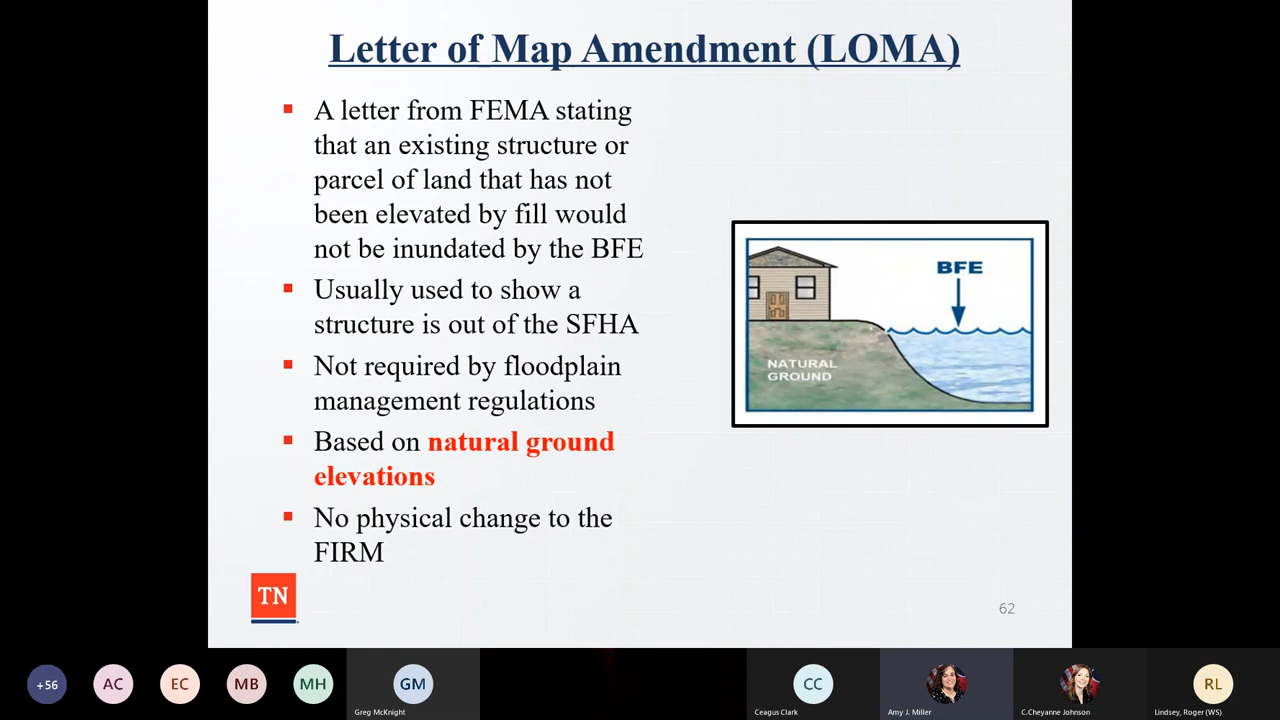 Letter of Map Amendment (LOMA)
A letter from FEMA stating
that an existing structure or
parcel of land that has not
been elevated by fill would
not be inundated by the BFE
Usually used to show a
structure is out of the SFHA
Not required by floodplain
management regulations
Based on natural ground
elevations
No physical change to the
FIRM
BFE
NATURAL
GROUND
TN
62
+56
AC
EC
MB
MH
GM
Greg McKnight
CC
Ceagus Clark
Amy J. Miller
C.Cheyanne Johnson
RL
Lindsey, Roger (WS)